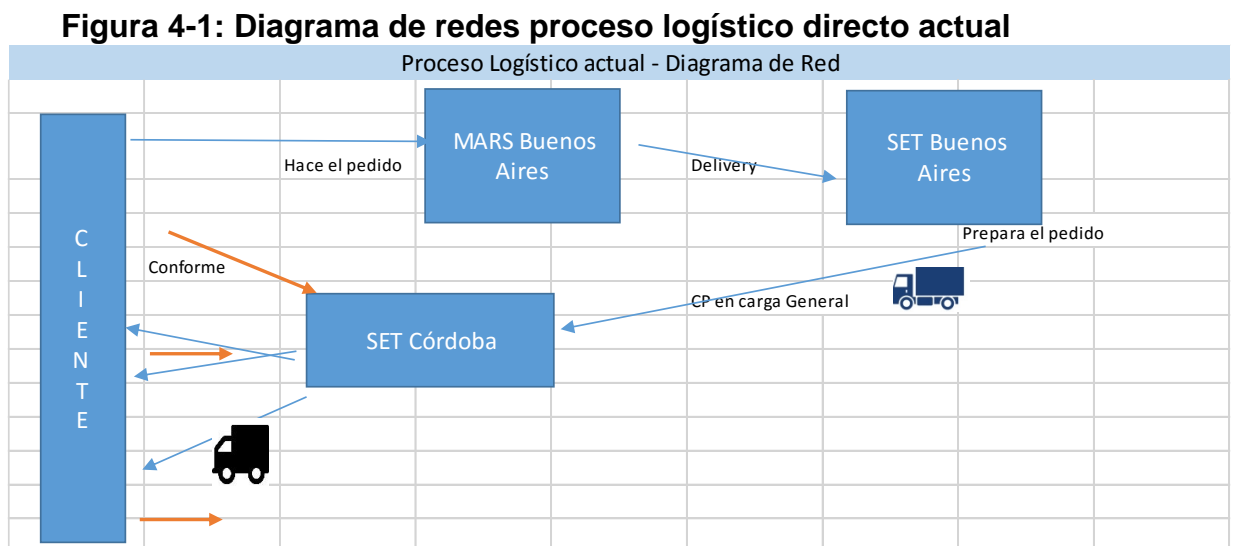 Figura 4-1: Diagrama de redes proceso logístico directo actual
Proceso Logístico actual - Diagrama de Red
MARS Buenos
Aires
SET Buenos
Aires
Hace el pedido
Delivery
Prepara el pedido
C
L
I
E
N
T
E
Conforme
CP en carga General
SET Córdoba